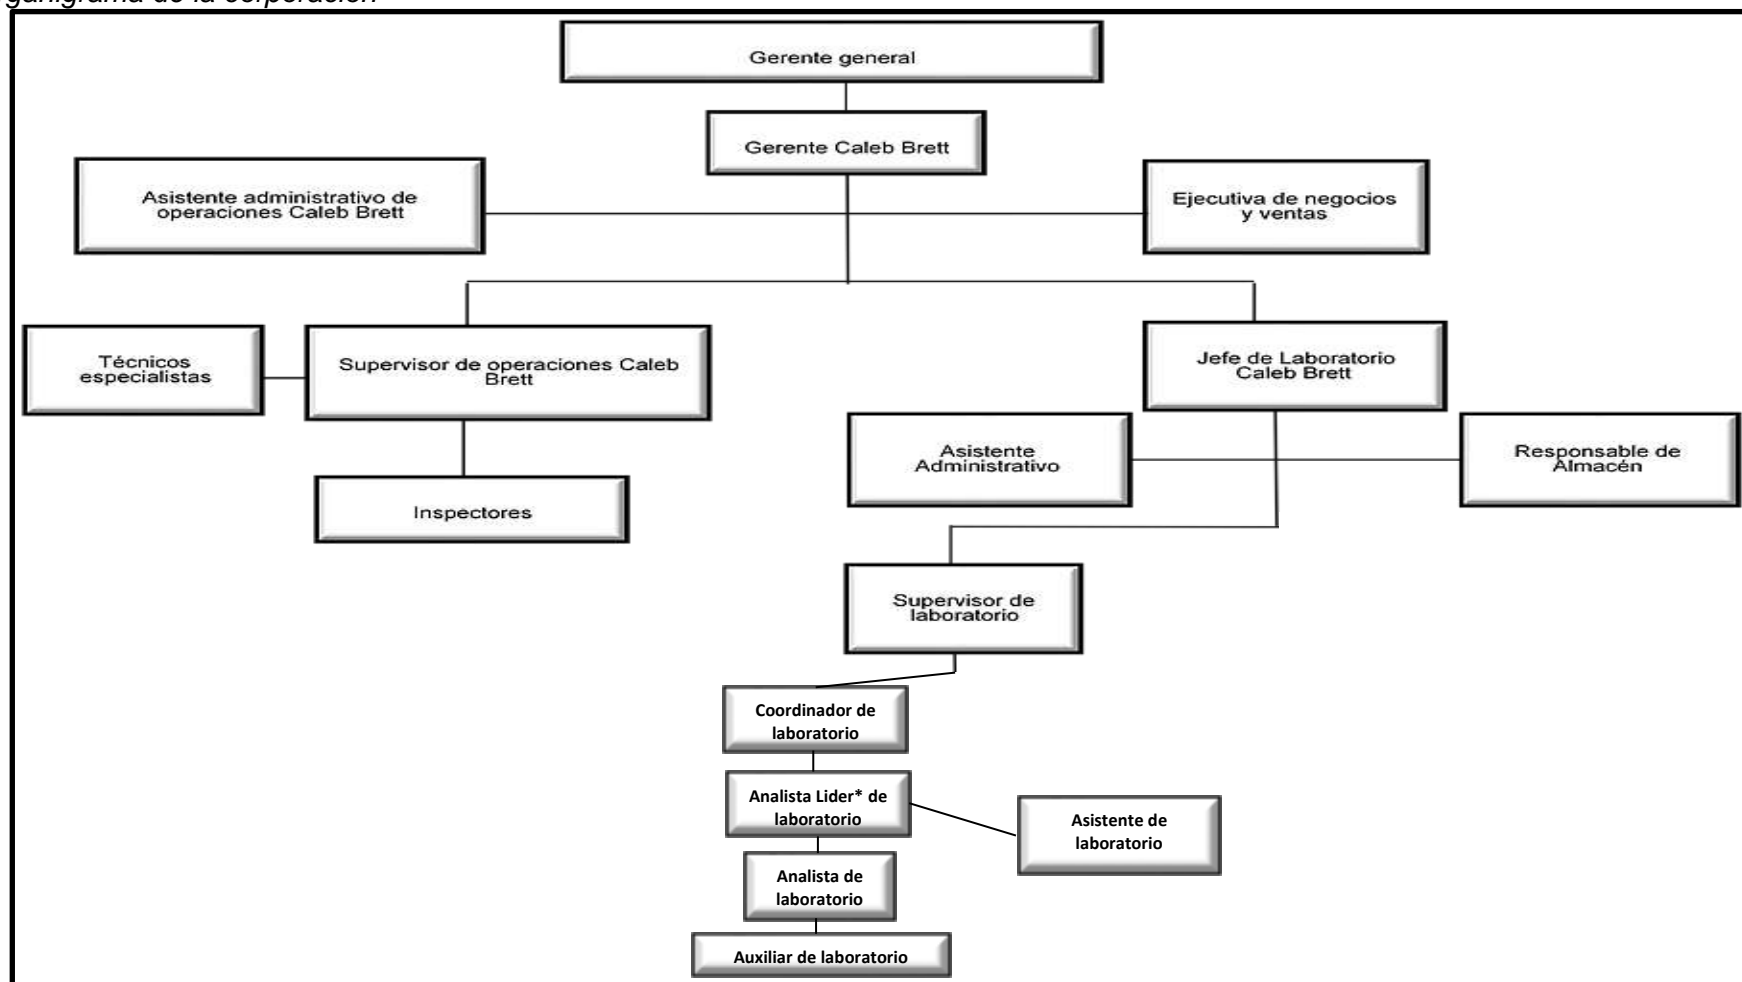 ganigrama de la corporación
Gerente general
Gerente Caleb Brett
Asistente administrativo de
operaciones Caleb Brett
Ejecutiva de negocios
y ventas
Técnicos
especialistas
Supervisor de operaciones Caleb
Brett
Jefe de Laboratorio
Caleb Brett
Asistente
Administrativo
Responsable de
Almacén
Inspectores
Supervisor de
laboratorio
Coordinador de
laboratorio
Analista Lider* de
laboratorio
Asistente de
laboratorio
Analista de
laboratorio
Auxiliar de laboratorio